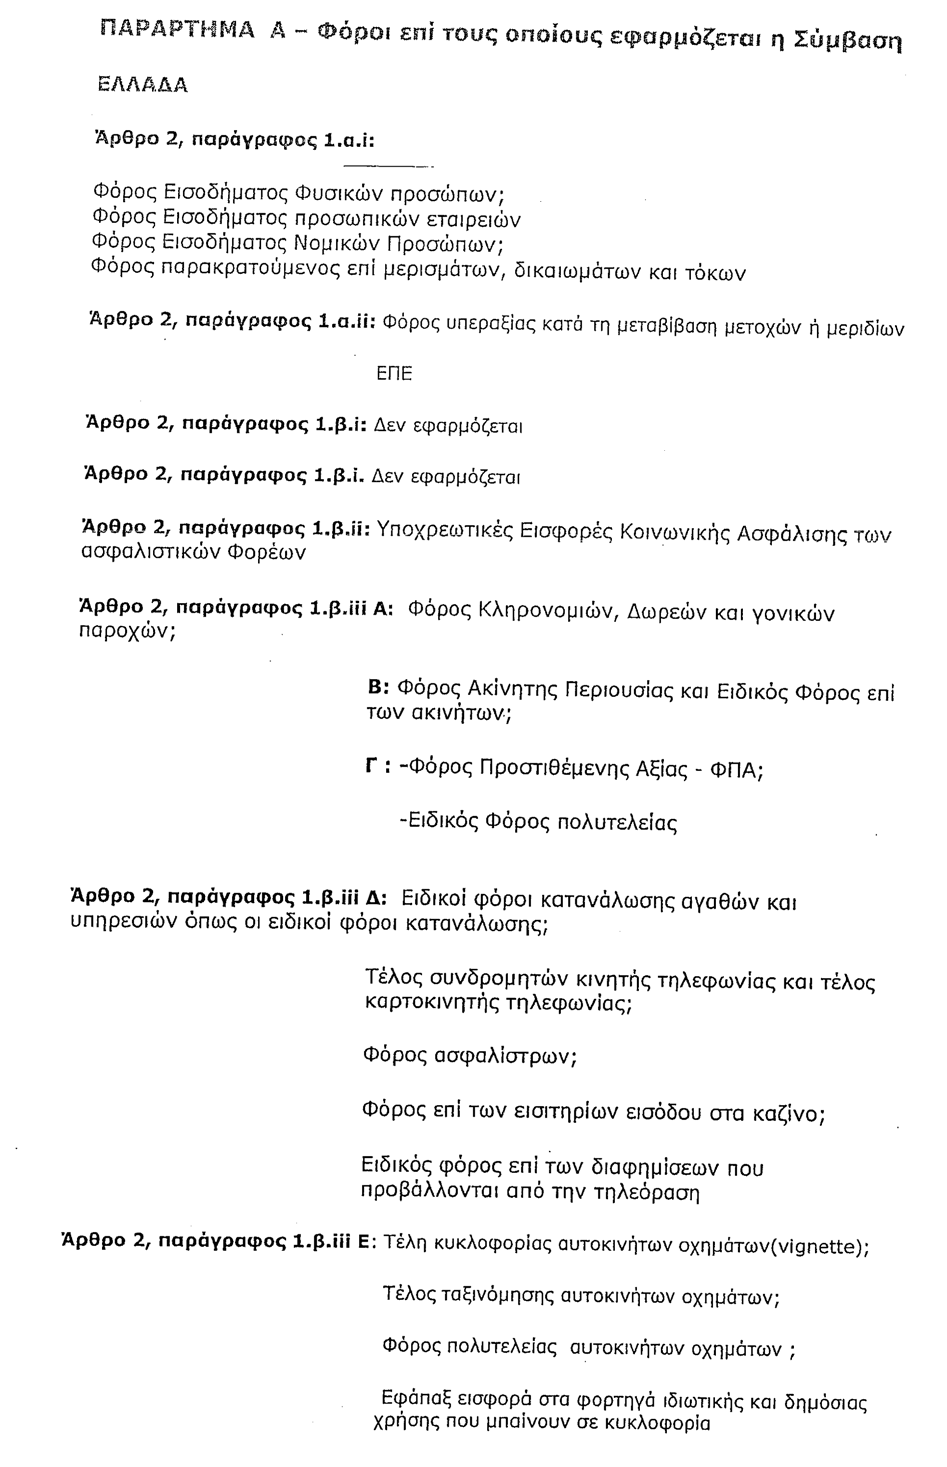 ΠΑΡΑΡΤΗΜΑ Α – Φόροι επί τους οποίους εφαρμόζεται η Σύμβαση
ΕΛΛΑΔΑ
Άρθρο 2, παράγραφος 1.α.i:
Φόρος Εισοδήματος Φυσικών προσώπων;
Φόρος Εισοδήματος προσωπικών εταιρειών
Φόρος Εισοδήματος Νομικών Προσώπων;
Φόρος παρακρατούμενος επί μερισμάτων, δικαιωμάτων και τόκων
Άρθρο 2, παράγραφος 1.α.ii: Φόρος υπεραξίας κατά τη μεταβίβαση μετοχών ή μεριδίων
ΕΠΕ
Άρθρο 2, παράγραφος 1.β.i: Δεν εφαρμόζεται
Άρθρο 2, παράγραφος 1.β.i. Δεν εφαρμόζεται
Άρθρο 2, παράγραφος 1.β.ii: Υποχρεωτικές Εισφορές Κοινωνικής Ασφάλισης των
ασφαλιστικών Φορέων
Άρθρο 2, παράγραφος 1.β.iii Α: Φόρος Κληρονομιών, Δωρεών και γονικών
παροχών;
Β: Φόρος Ακίνητης Περιουσίας και Ειδικός Φόρος επί
των ακινήτων;
Γ : -Φόρος Προστιθέμενης Αξίας - ΦΠΑ;
-Ειδικός Φόρος πολυτελείας
Άρθρο 2, παράγραφος 1.β.iii Δ: Ειδικοί φόροι κατανάλωσης αγαθών και
υπηρεσιών όπως οι ειδικοί φόροι κατανάλωσης;
Τέλος συνδρομητών κινητής τηλεφωνίας και τέλος
καρτοκινητής τηλεφωνίας;
Φόρος ασφαλίστρων;
Φόρος επί των εισιτηρίων εισόδου στα καζίνο;
Ειδικός φόρος επί των διαφημίσεων που
προβάλλονται από την τηλεόραση
Άρθρο 2, παράγραφος 1.β.iii Ε: Τέλη κυκλοφορίας αυτοκινήτων οχημάτων(vignette);
Τέλος ταξινόμησης αυτοκινήτων οχημάτων;
Φόρος πολυτελείας αυτοκινήτων οχημάτων ;
Εφάπαξ εισφορά στα φορτηγά ιδιωτικής και δημόσιας
χρήσης που μπαίνουν σε κυκλοφορία